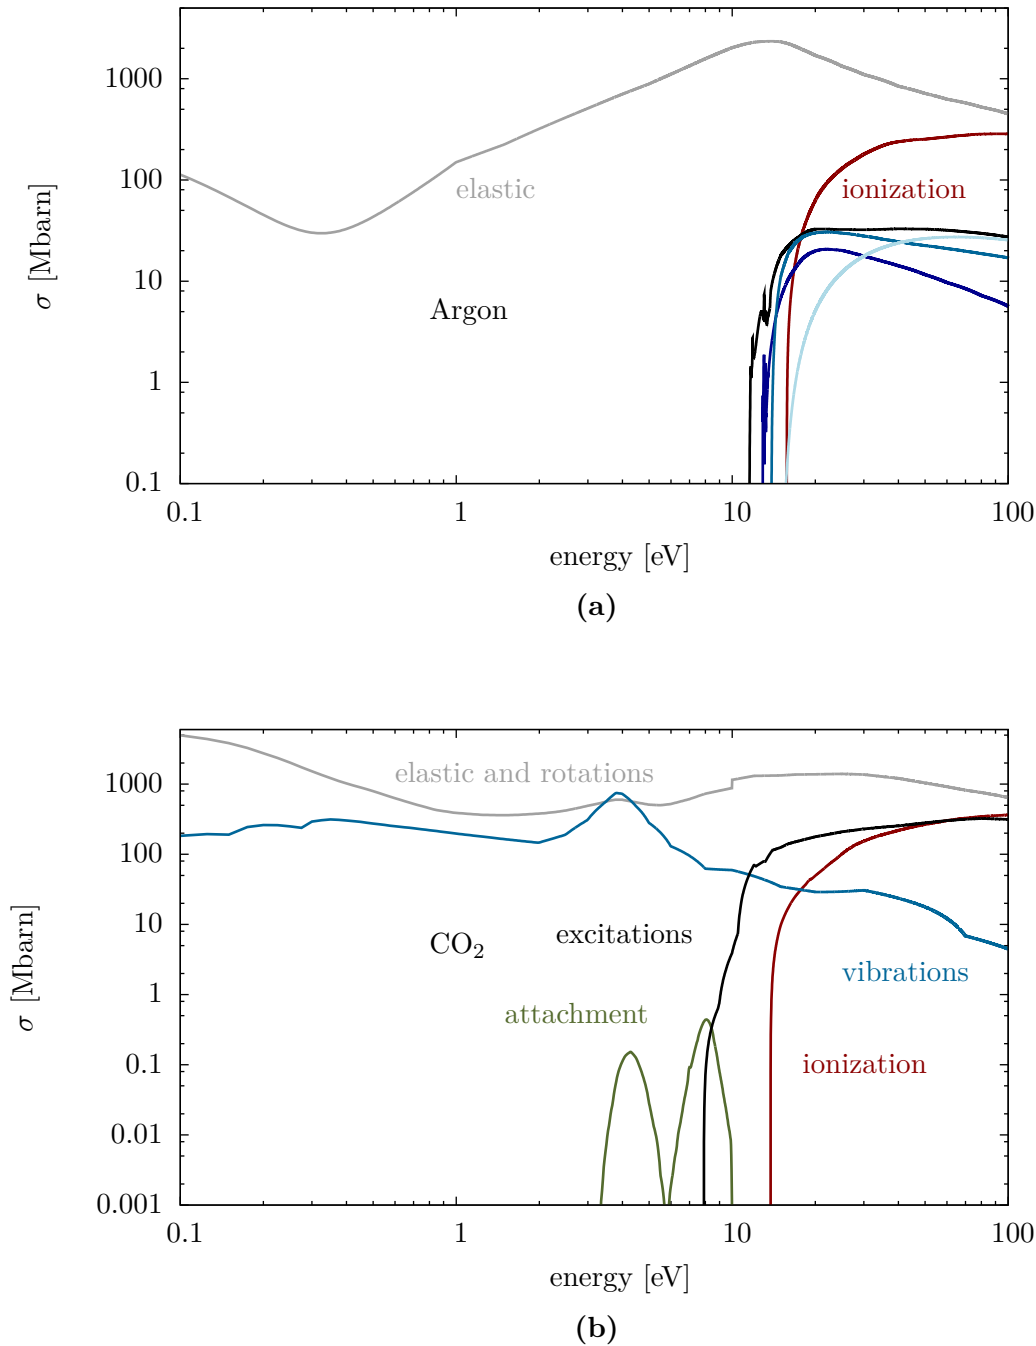 1000
100
10
1
0.1
σ [Mbarn]
elastic
ionization
Argon
0.1 1 10 100
energy [eV]
(a)
1000
100
10
1
0.1
0.01
0.001
σ [Mbarn]
elastic and rotations
CO₂
excitations
vibrations
attachment
ionization
0.1 1 10 100
energy [eV]
(b)